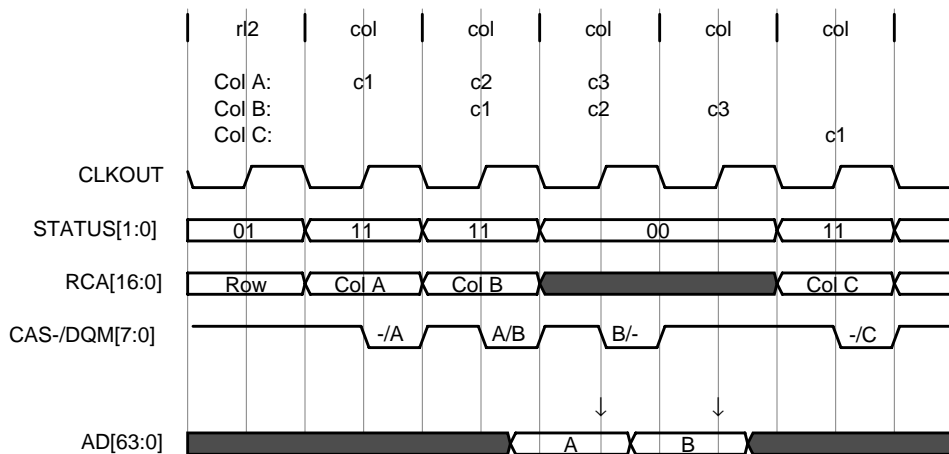 rl2 col col col col col
Col A: c1 c2 c3
Col B: c1 c2 c3
Col C: c1
CLKOUT
STATUS[1:0] 01 11 11 00 11
RCA[16:0] Row Col A Col B Col C
CAS-/DQM[7:0] -/A A/B B/- -/C
AD[63:0] A B